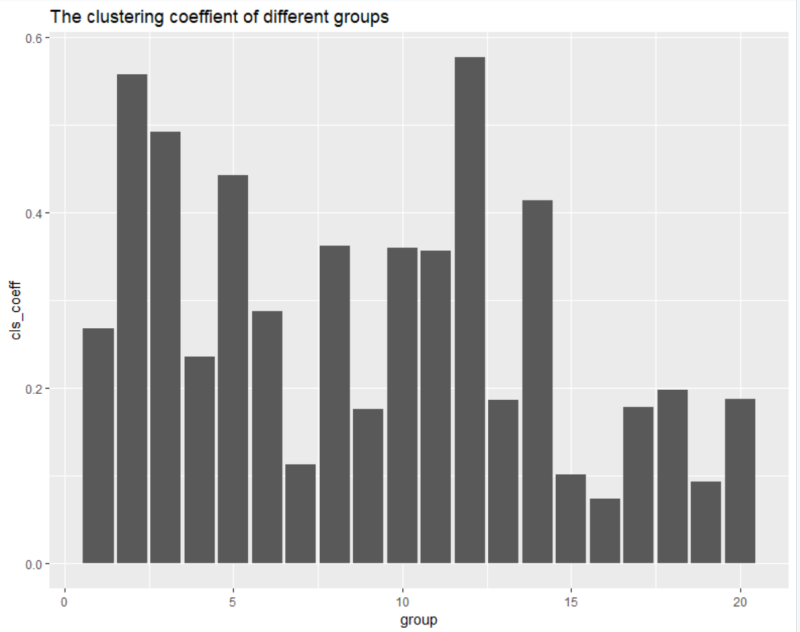 The clustering coeffient of different groups
0.6
0.4
0.2
0.0
cls_coeff
0 5 10 15 20
group